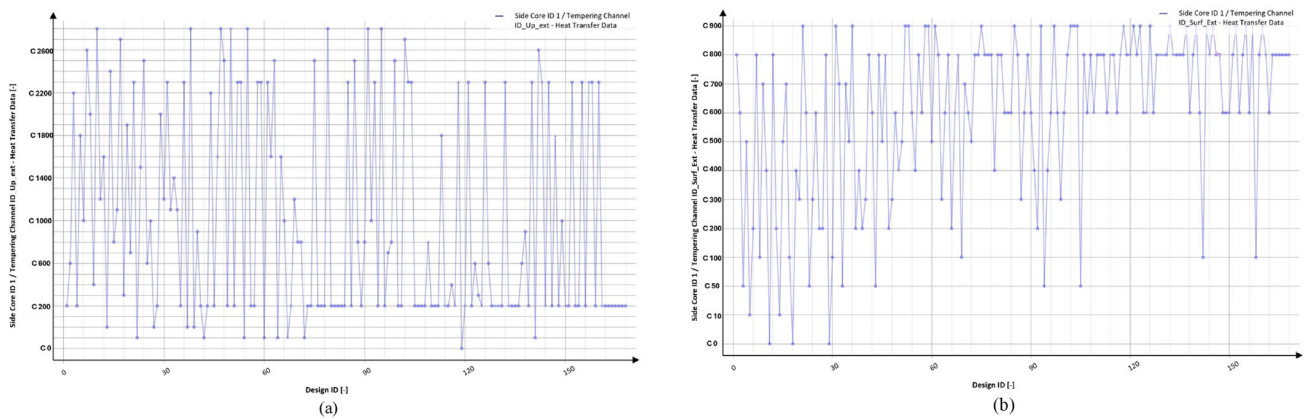 Side Core ID 1 / Tempering Channel
ID_Up_ext - Heat Transfer Data
Side Core ID 1 / Tempering Channel ID_Up_ext - Heat Transfer Data [-]
C 2600
C 2200
C 1800
C 1400
C 1000
C 600
C 200
C 0
0
30
60
90
120
150
Design ID [-]
(a)
Side Core ID 1 / Tempering Channel
ID_Surf_Ext - Heat Transfer Data
Side Core ID 1 / Tempering Channel ID_Surf_Ext - Heat Transfer Data [-]
C 900
C 800
C 700
C 600
C 500
C 400
C 300
C 200
C 100
C 50
C 10
C 0
0
30
60
90
120
150
Design ID [-]
(b)